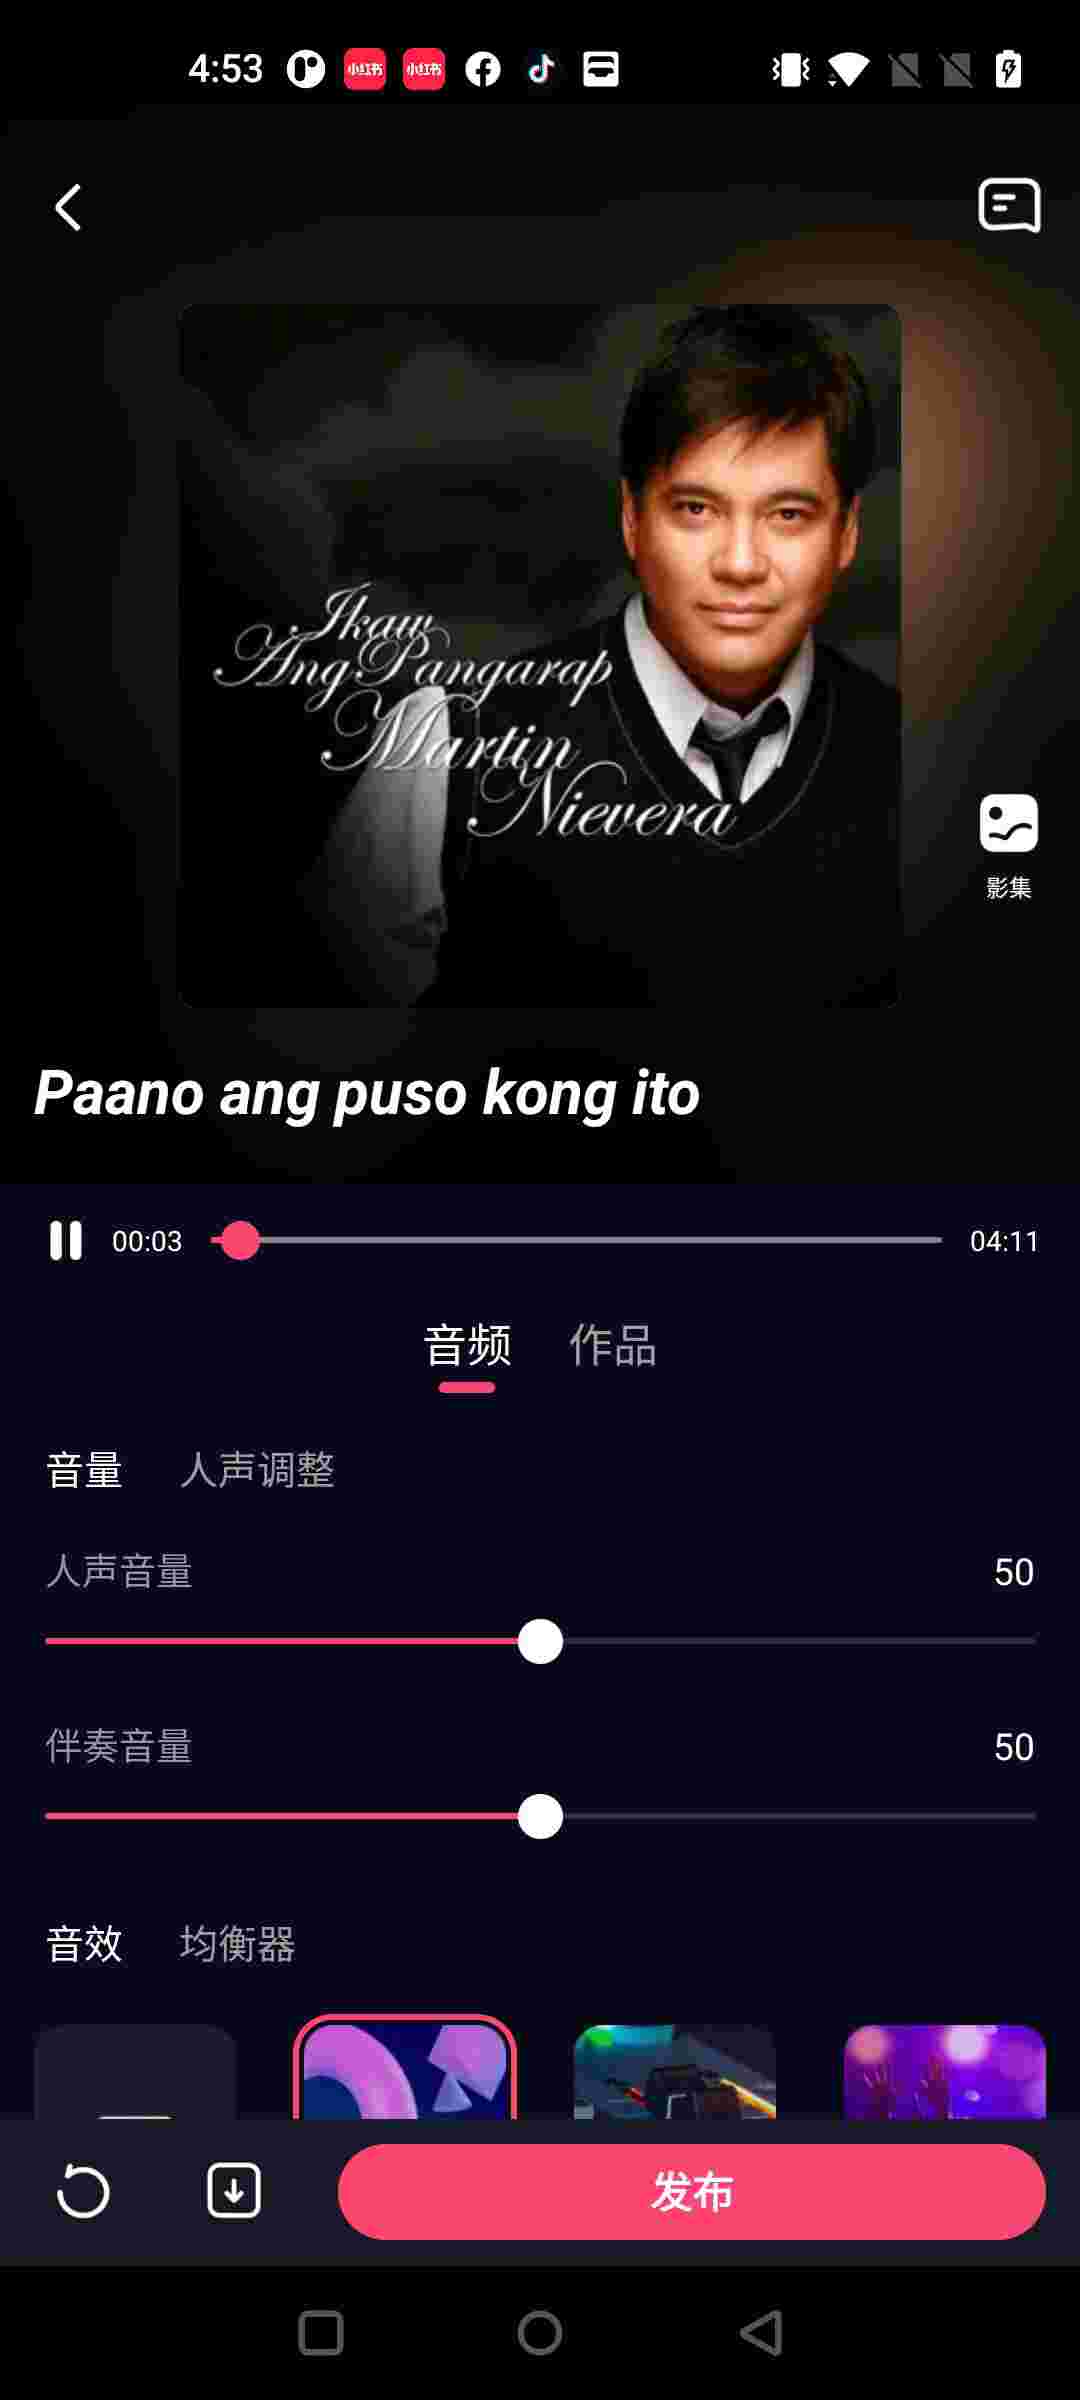 4:53
小红书 小红书
Ikaw
Ang Pangarap
Martin
Nievera
影集
Paano ang puso kong ito
00:03 04:11
音频 作品
音量 人声调整
人声音量 50
伴奏音量 50
音效 均衡器
发布